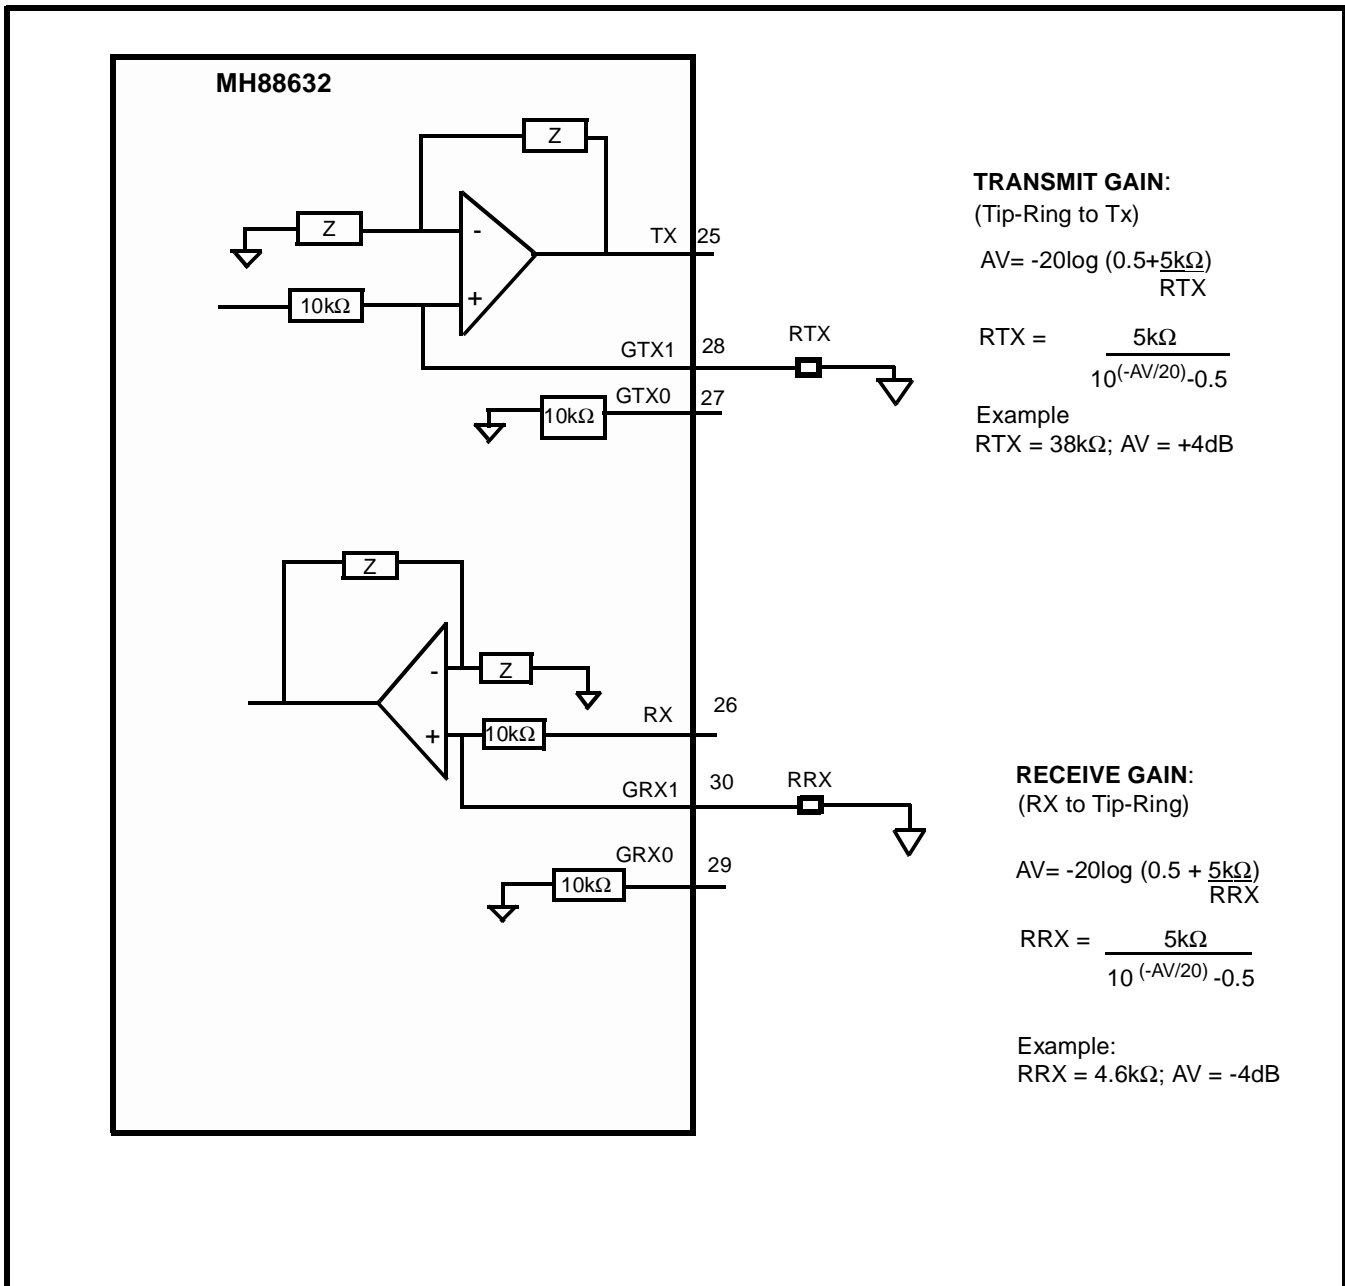 MH88632
Z
Z
-
+
10kΩ
TX 25
GTX1 28
RTX
GTX0 27
10kΩ
TRANSMIT GAIN:
(Tip-Ring to Tx)
AV= -20log (0.5+5kΩ)
RTX
RTX = 5kΩ
10(-AV/20)-0.5
Example
RTX = 38kΩ; AV = +4dB
Z
-
Z
+
10kΩ
RX 26
GRX1 30
RRX
GRX0 29
10kΩ
RECEIVE GAIN:
(RX to Tip-Ring)
AV= -20log (0.5 + 5kΩ)
RRX
RRX = 5kΩ
10 (-AV/20) -0.5
Example:
RRX = 4.6kΩ; AV = -4dB